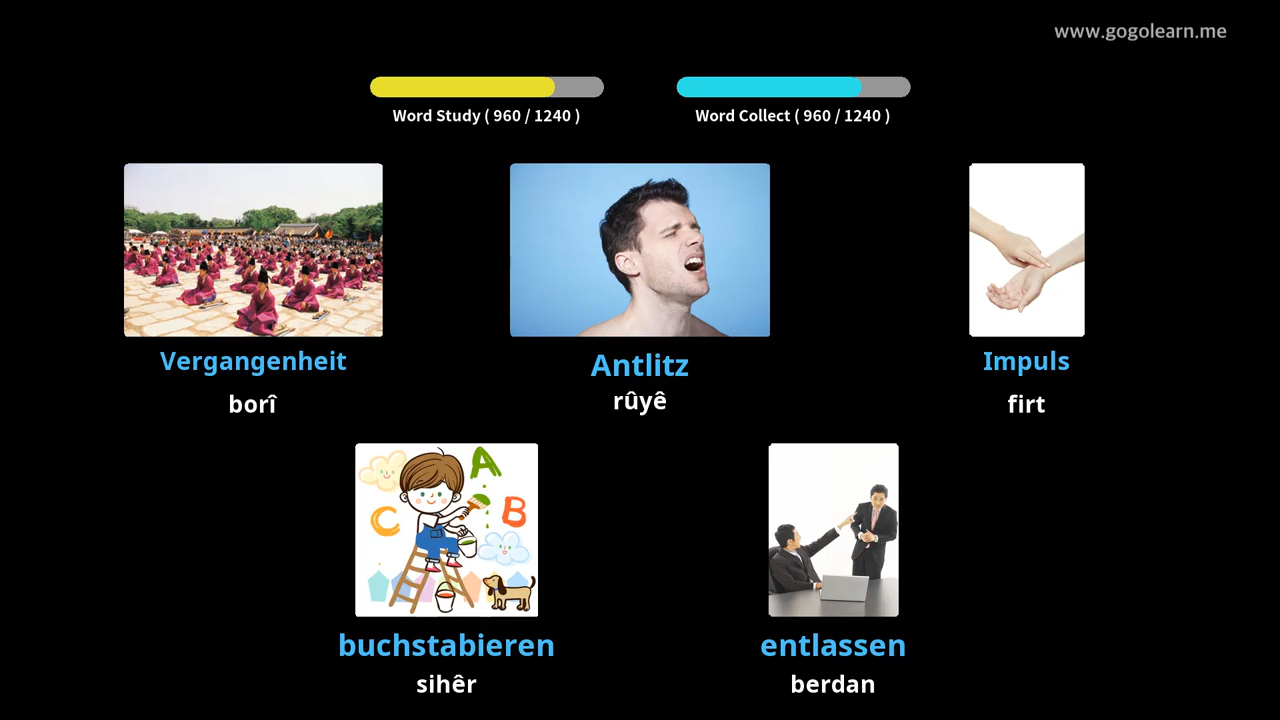 www.gogolearn.me
Word Study ( 960 / 1240 )
Word Collect ( 960 / 1240 )
Vergangenheit
borî
Antlitz
rûyê
Impuls
firt
A
B
C
buchstabieren
sihêr
entlassen
berdan